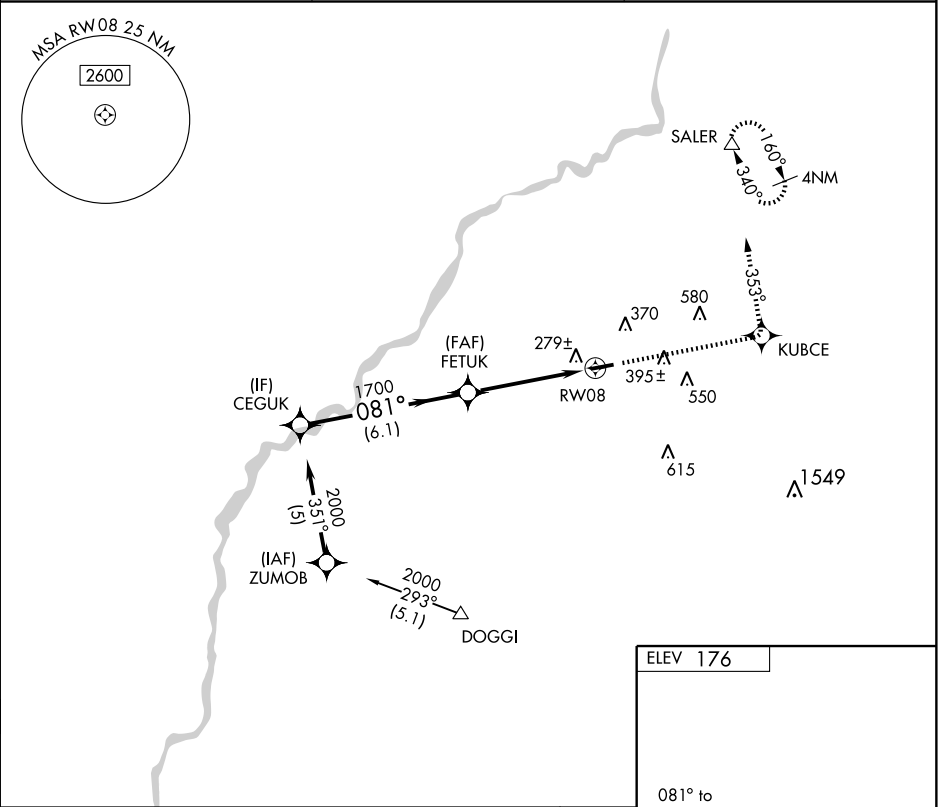 MSA RW08 25 NM
2600
SALER
160°
340°
4NM
353°
580
370
(FAF)
FETUK
279±
KUBCE
395±
RW08
550
(IF)
CEGUK
1700
081°
(6.1)
615
1549
2000
351°
(5)
(IAF)
ZUMOB
2000
293°
(5.1)
DOGGI
ELEV 176
081° to